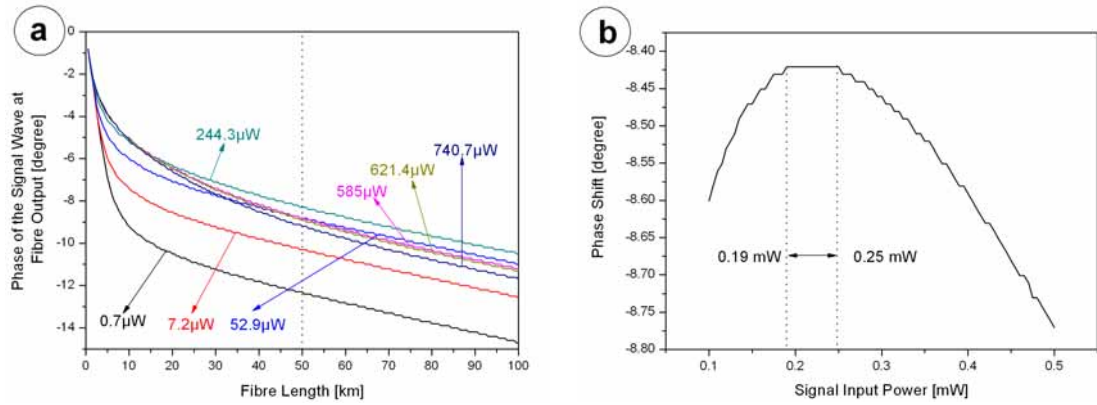 a
0
-2
-4
-6
-8
-10
-12
-14
0 10 20 30 40 50 60 70 80 90 100
Phase of the Signal Wave at
Fibre Output [degree]
Fibre Length [km]
244.3µW
740.7µW
621.4µW
585µW
0.7µW
7.2µW
52.9µW
b
-8.40
-8.45
-8.50
-8.55
-8.60
-8.65
-8.70
-8.75
-8.80
0.1 0.2 0.3 0.4 0.5
Phase Shift [degree]
Signal Input Power [mW]
0.19 mW
0.25 mW